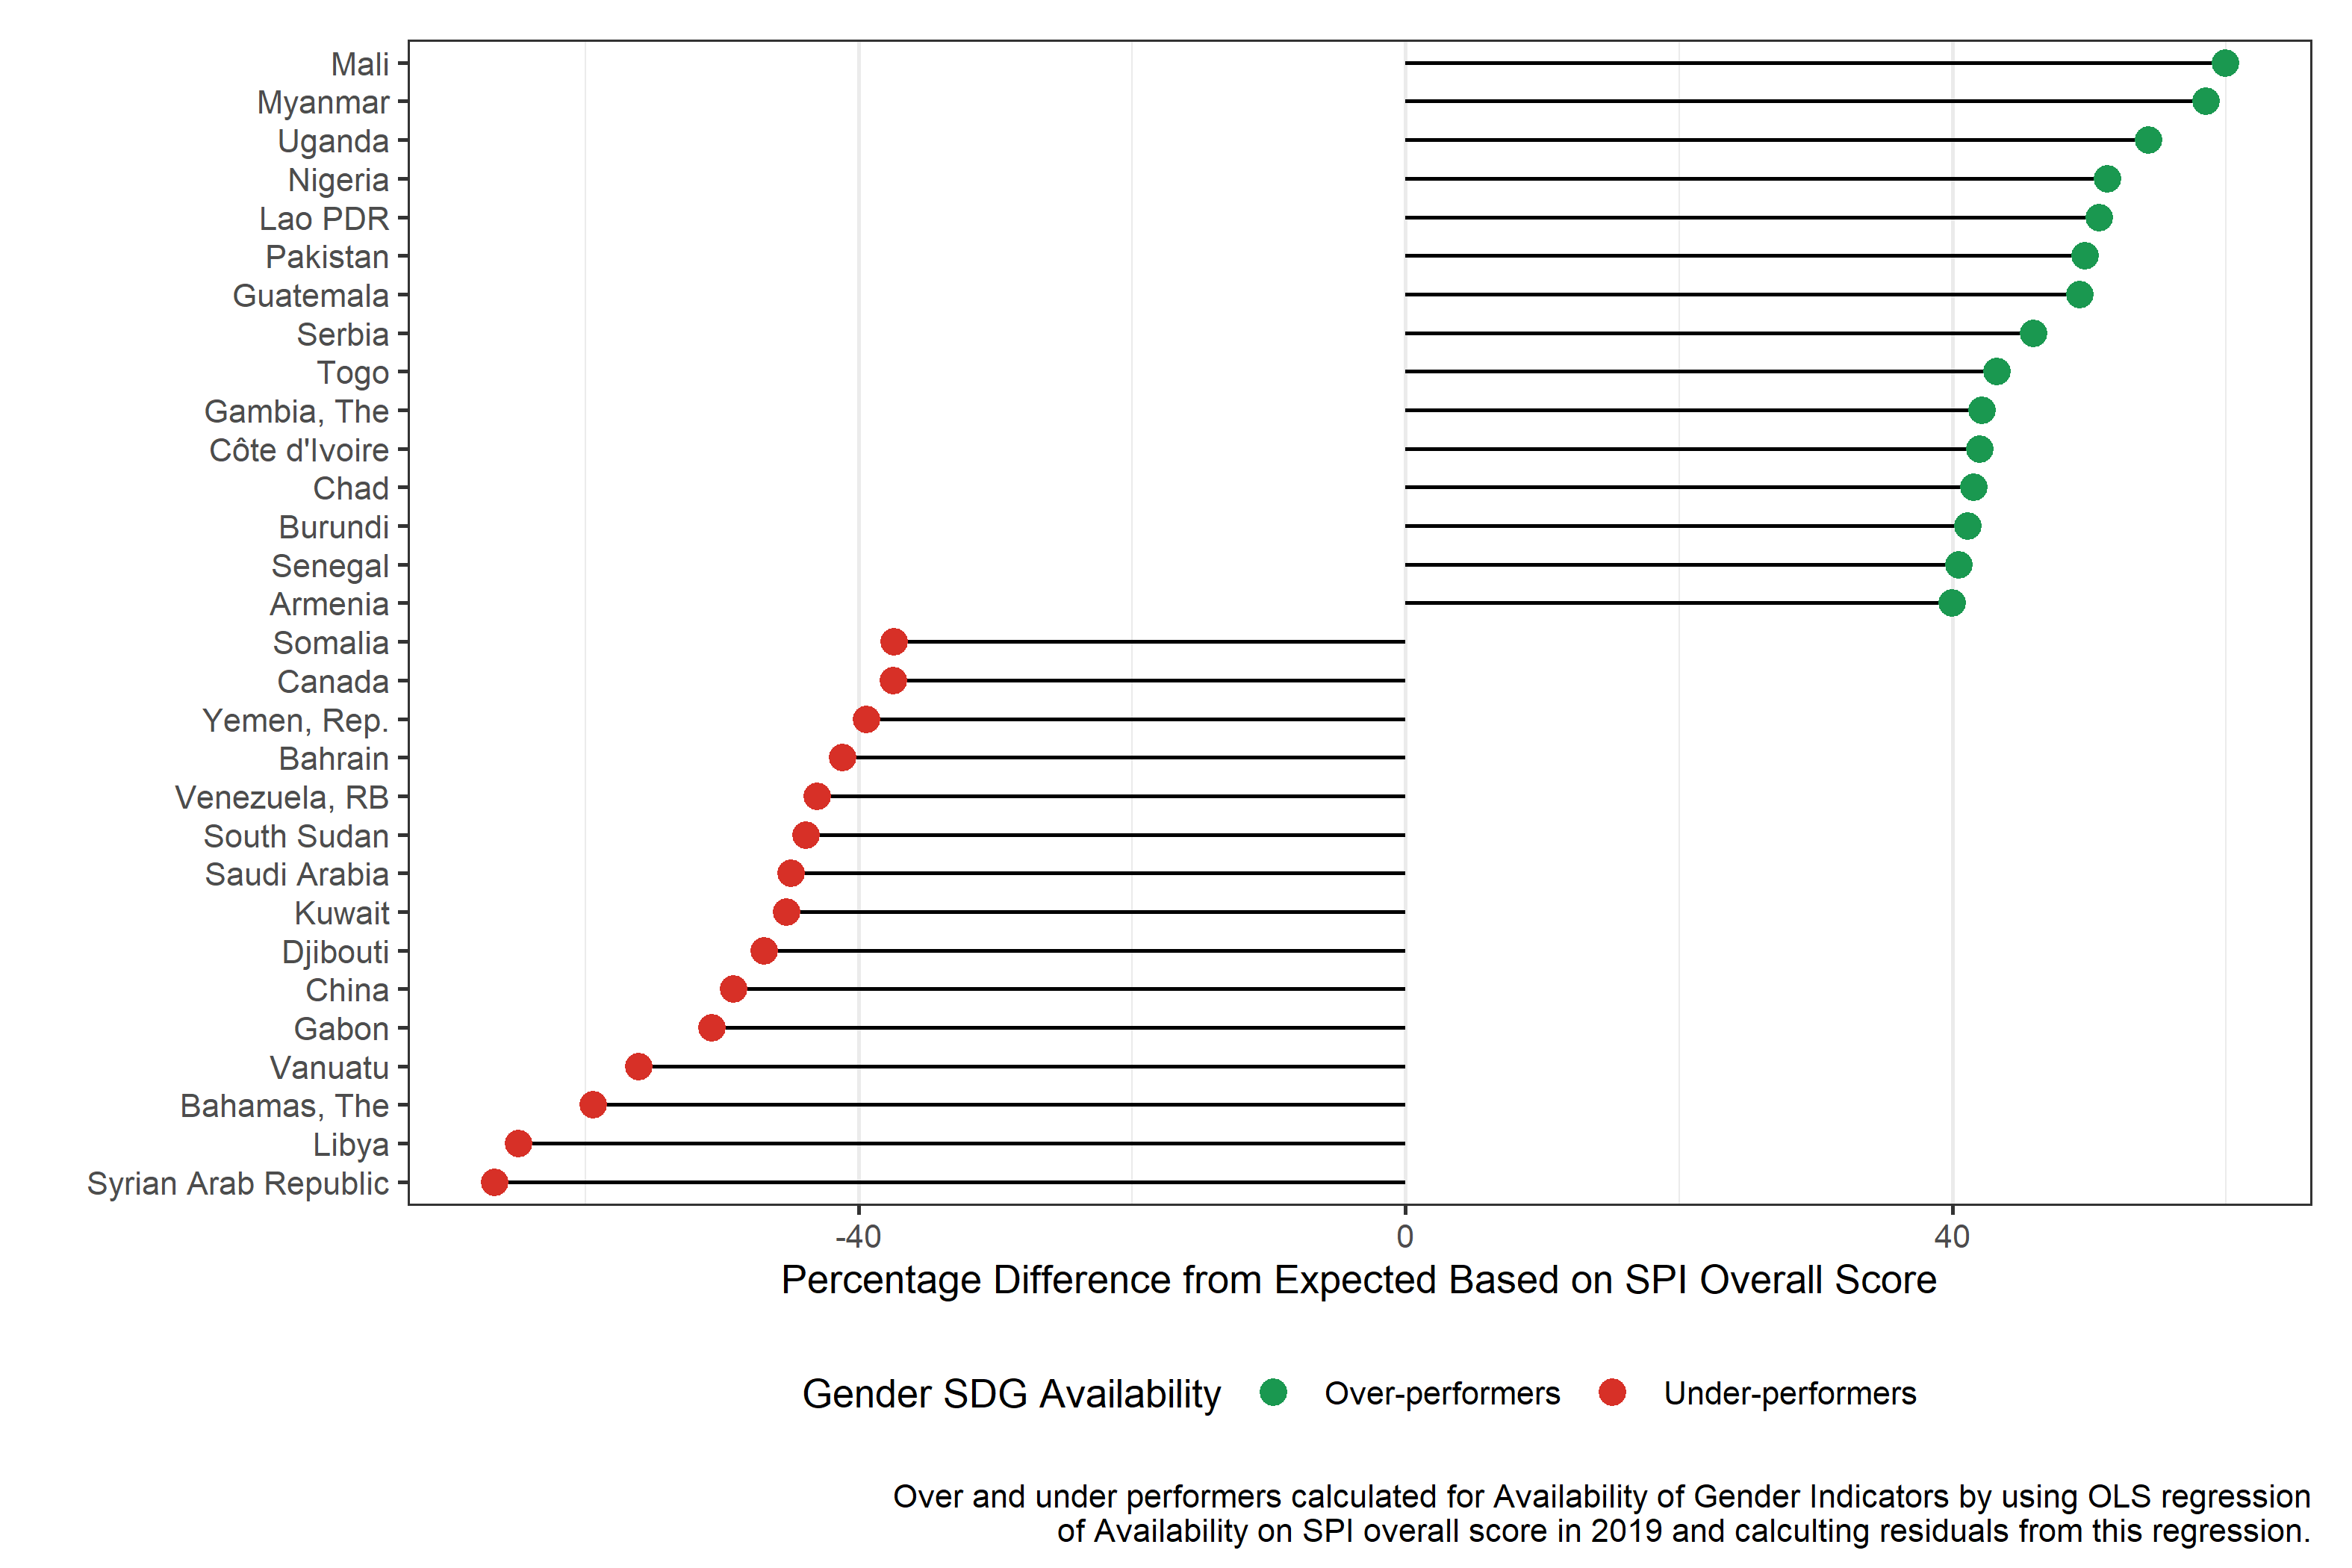 Mali
Myanmar
Uganda
Nigeria
Lao PDR
Pakistan
Guatemala
Serbia
Togo
Gambia, The
Côte d'Ivoire
Chad
Burundi
Senegal
Armenia
Somalia
Canada
Yemen, Rep.
Bahrain
Venezuela, RB
South Sudan
Saudi Arabia
Kuwait
Djibouti
China
Gabon
Vanuatu
Bahamas, The
Libya
Syrian Arab Republic
-40 0 40
Percentage Difference from Expected Based on SPI Overall Score
Gender SDG Availability Over-performers Under-performers
Over and under performers calculated for Availability of Gender Indicators by using OLS regression
of Availability on SPI overall score in 2019 and calculting residuals from this regression.